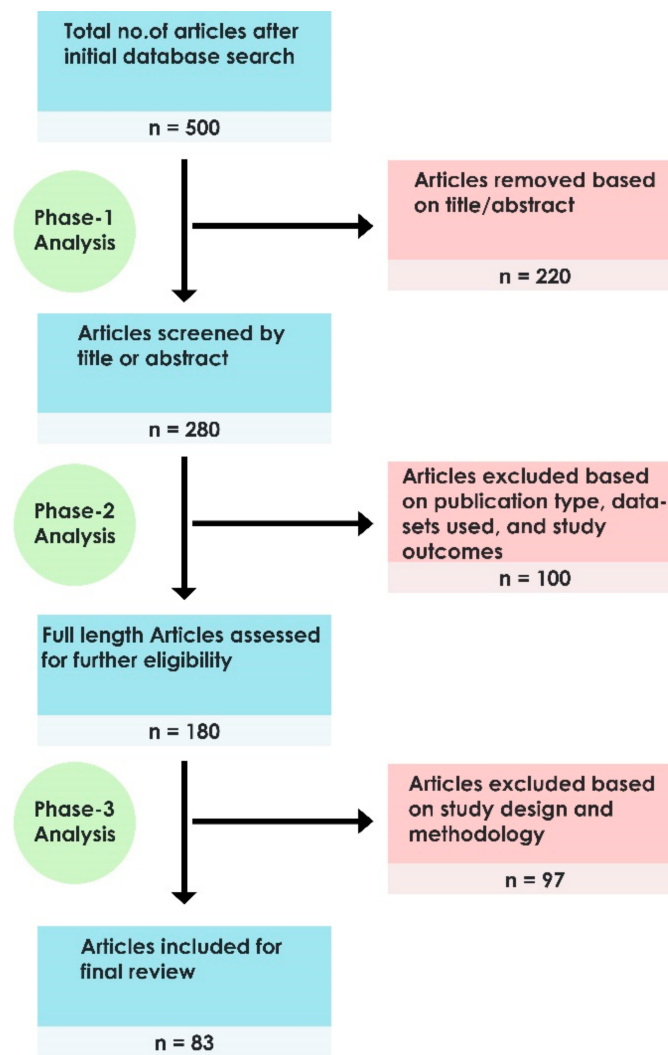 Total no.of articles after
initial database search
n = 500
Phase-1
Analysis
Articles removed based
on title/abstract
n = 220
Articles screened by
title or abstract
n = 280
Phase-2
Analysis
Articles excluded based
on publication type, data-
sets used, and study
outcomes
n = 100
Full length Articles assessed
for further eligibility
n = 180
Phase-3
Analysis
Articles excluded based
on study design and
methodology
n = 97
Articles included for
final review
n = 83